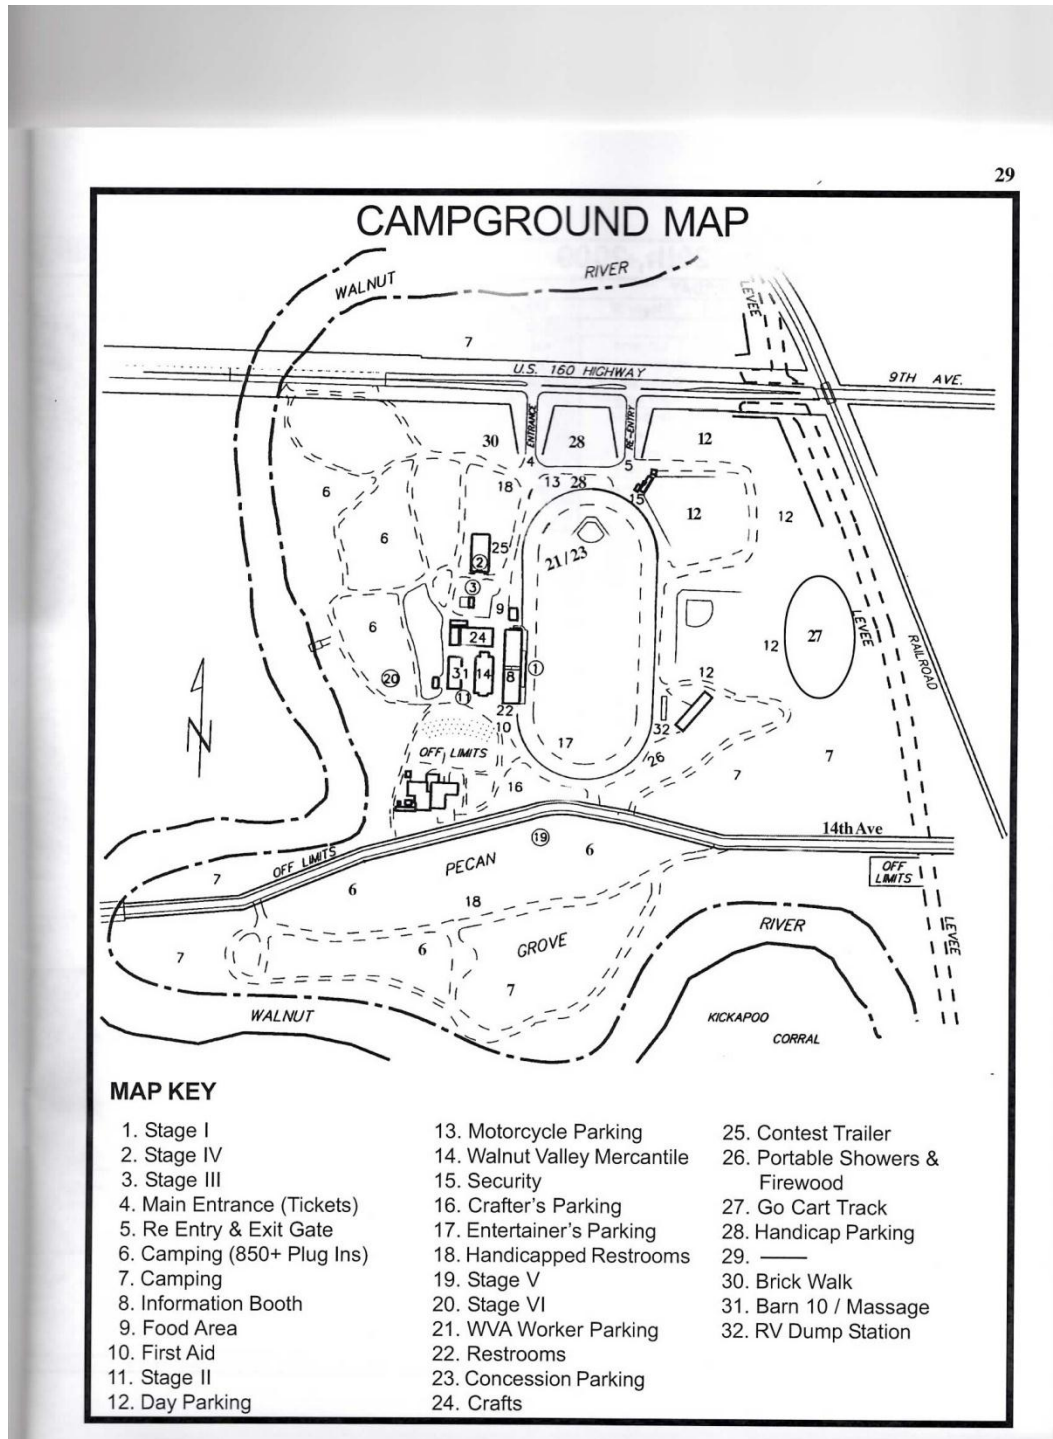 29
CAMPGROUND MAP
WALNUT
RIVER
LEVEE
7
U.S. 160 HIGHWAY
9TH AVE.
ENTRANCE
RE-ENTRY
30
28
12
4
5
6
18
13
28
15
12
12
6
25
21/23
2
3
9
6
24
27
LEVEE
12
RAILROAD
31
14
8
1
20
11
12
22
10
32
17
OFF LIMITS
26
7
7
16
14th Ave
19
6
OFF LIMITS
PECAN
OFF
LIMITS
7
6
18
RIVER
GROVE
LEVEE
7
6
7
WALNUT
KICKAPOO
CORRAL
MAP KEY
1. Stage I
2. Stage IV
3. Stage III
4. Main Entrance (Tickets)
5. Re Entry & Exit Gate
6. Camping (850+ Plug Ins)
7. Camping
8. Information Booth
9. Food Area
10. First Aid
11. Stage II
12. Day Parking
13. Motorcycle Parking
14. Walnut Valley Mercantile
15. Security
16. Crafter's Parking
17. Entertainer's Parking
18. Handicapped Restrooms
19. Stage V
20. Stage VI
21. WVA Worker Parking
22. Restrooms
23. Concession Parking
24. Crafts
25. Contest Trailer
26. Portable Showers &
Firewood
27. Go Cart Track
28. Handicap Parking
29. ——
30. Brick Walk
31. Barn 10 / Massage
32. RV Dump Station